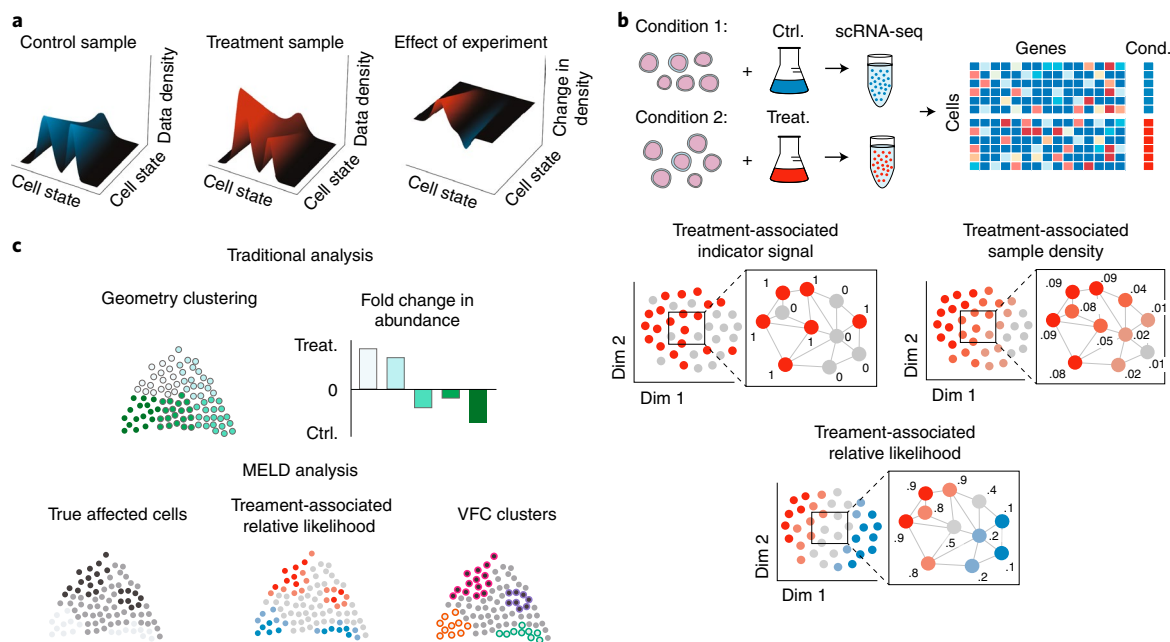 a
Control sample
Treatment sample
Effect of experiment
Data density
Cell state
Cell state
Data density
Cell state
Cell state
Change in
density
Cell state
Cell state
b
Condition 1:
Ctrl.
scRNA-seq
+
Condition 2:
Treat.
+
Genes
Cond.
Cells
Treatment-associated
indicator signal
Dim 2
Dim 1
1
1
0
0
1
1
1
0
1
0
0
Treatment-associated
sample density
Dim 2
Dim 1
.09
.09
.04
.08
.01
.09
.05
.02
.08
.02
.01
Treament-associated
relative likelihood
Dim 2
Dim 1
.9
.9
.4
.8
.1
.9
.5
.2
.8
.2
.1
c
Traditional analysis
Geometry clustering
Fold change in
abundance
Treat.
0
Ctrl.
MELD analysis
True affected cells
Treament-associated
relative likelihood
VFC clusters